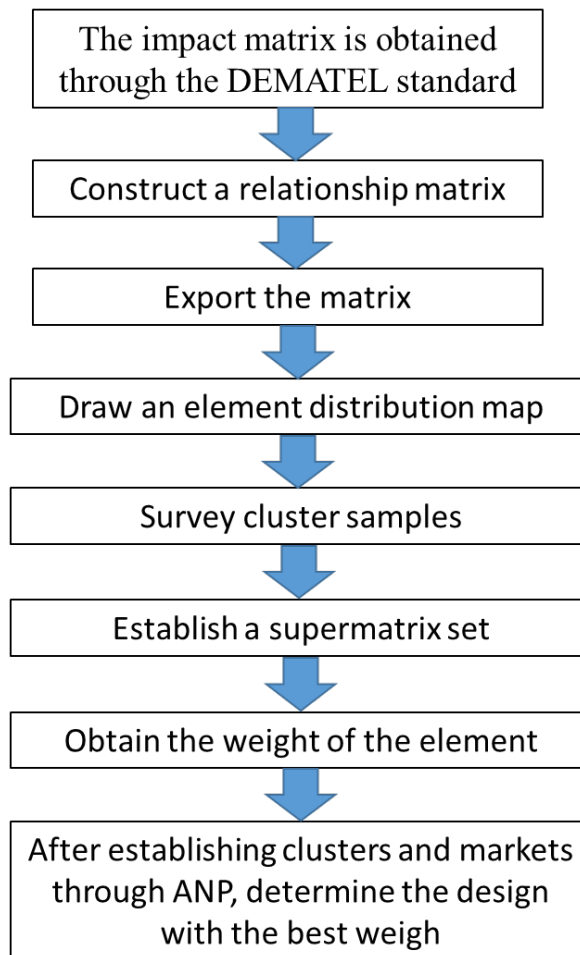 The impact matrix is obtained
through the DEMATEL standard
Construct a relationship matrix
Export the matrix
Draw an element distribution map
Survey cluster samples
Establish a supermatrix set
Obtain the weight of the element
After establishing clusters and markets
through ANP, determine the design
with the best weigh